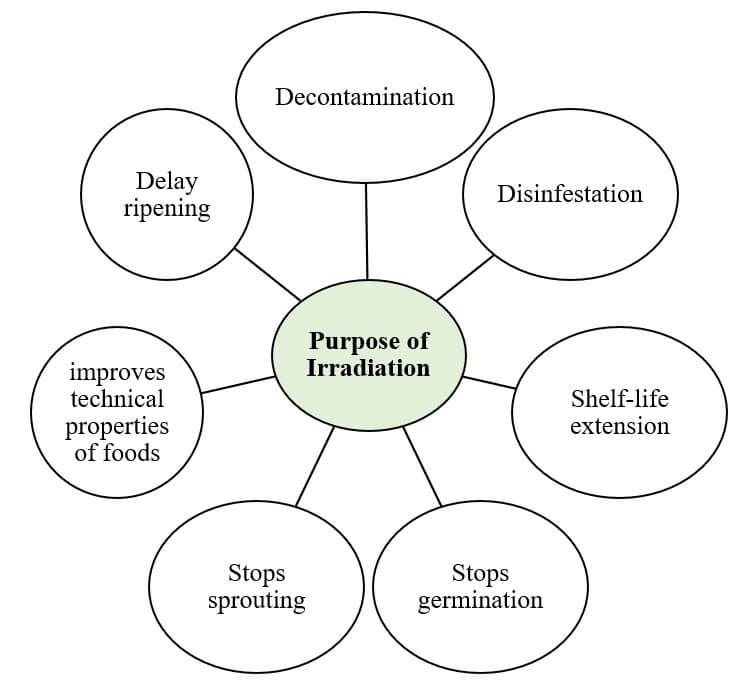 Decontamination
Delay
ripening
Disinfestation
Purpose of
Irradiation
improves
technical
properties
of foods
Shelf-life
extension
Stops
sprouting
Stops
germination